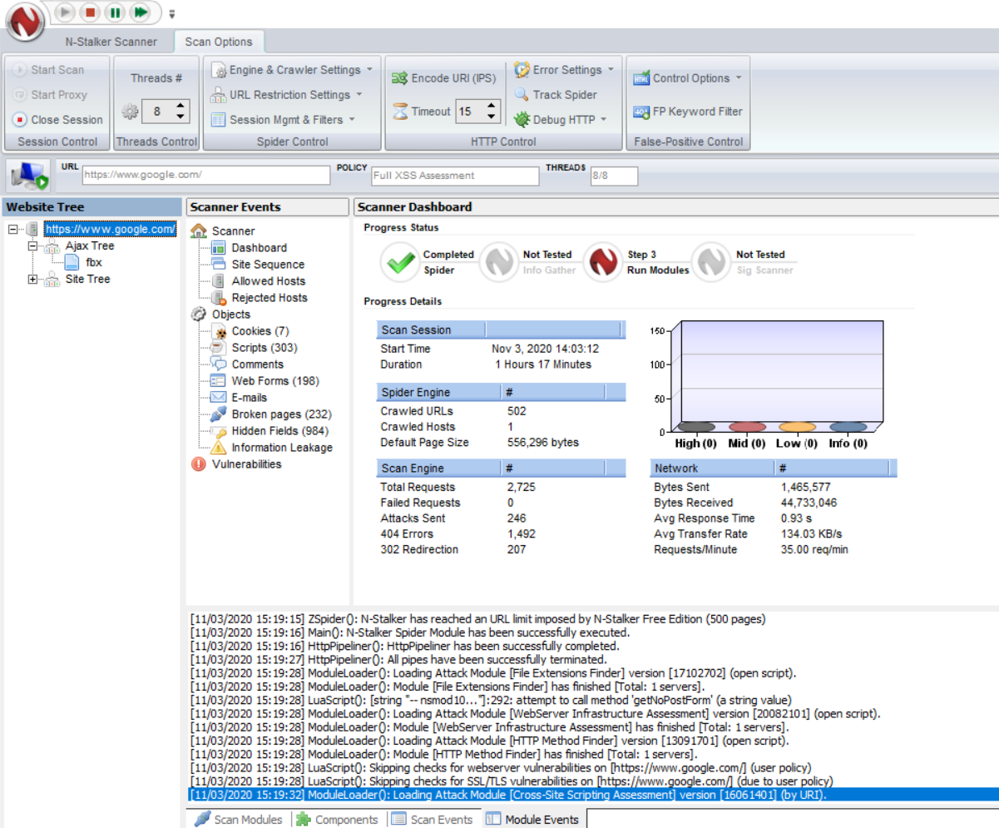 N-Stalker Scanner
Scan Options
Start Scan
Start Proxy
Close Session
Session Control
Threads #
8
Threads Control
Engine & Crawler Settings
URL Restriction Settings
Session Mgmt & Filters
Spider Control
Encode URI (IPS)
Timeout 15
Error Settings
Track Spider
Debug HTTP
HTTP Control
Control Options
FP Keyword Filter
False-Positive Control
URL https://www.google.com/
POLICY Full XSS Assessment
THREADS 8/8
Website Tree
https://www.google.com/
Ajax Tree
fbx
Site Tree
Scanner Events
Scanner
Dashboard
Site Sequence
Allowed Hosts
Rejected Hosts
Objects
Cookies (7)
Scripts (303)
Comments
Web Forms (198)
E-mails
Broken pages (232)
Hidden Fields (984)
Information Leakage
Vulnerabilities
Scanner Dashboard
Progress Status
Completed
Spider
Not Tested
Info Gather
Step 3
Run Modules
Not Tested
Sig Scanner
Progress Details
Scan Session
Start Time Nov 3, 2020 14:03:12
Duration 1 Hours 17 Minutes
Spider Engine #
Crawled URLs 502
Crawled Hosts 1
Default Page Size 556,296 bytes
150
100
50
0
High (0) Mid (0) Low (0) Info (0)
Scan Engine #
Total Requests 2,725
Failed Requests 0
Attacks Sent 246
404 Errors 1,492
302 Redirection 207
Network #
Bytes Sent 1,465,577
Bytes Received 44,733,046
Avg Response Time 0.93 s
Avg Transfer Rate 134.03 KB/s
Requests/Minute 35.00 req/min
[11/03/2020 15:19:15] ZSpider(): N-Stalker has reached an URL limit imposed by N-Stalker Free Edition (500 pages)
[11/03/2020 15:19:16] Main(): N-Stalker Spider Module has been successfully executed.
[11/03/2020 15:19:16] HttpPipeliner(): HttpPipeliner has been successfully completed.
[11/03/2020 15:19:27] HttpPipeliner(): All pipes have been successfully terminated.
[11/03/2020 15:19:28] ModuleLoader(): Loading Attack Module [File Extensions Finder] version [17102702] (open script).
[11/03/2020 15:19:28] ModuleLoader(): Module [File Extensions Finder] has finished [Total: 1 servers].
[11/03/2020 15:19:28] LuaScript(): [string "-- nsmod10..."]:292: attempt to call method 'getNoPostForm' (a string value)
[11/03/2020 15:19:28] ModuleLoader(): Loading Attack Module [WebServer Infrastructure Assessment] version [20082101] (open script).
[11/03/2020 15:19:28] ModuleLoader(): Module [WebServer Infrastructure Assessment] has finished [Total: 1 servers].
[11/03/2020 15:19:28] ModuleLoader(): Loading Attack Module [HTTP Method Finder] version [13091701] (open script).
[11/03/2020 15:19:28] ModuleLoader(): Module [HTTP Method Finder] has finished [Total: 1 servers].
[11/03/2020 15:19:28] LuaScript(): Skipping checks for webserver vulnerabilities on [https://www.google.com/] (user policy)
[11/03/2020 15:19:28] LuaScript(): Skipping checks for SSL/TLS vulnerabilities on [https://www.google.com/] (due to user policy)
[11/03/2020 15:19:32] ModuleLoader(): Loading Attack Module [Cross-Site Scripting Assessment] version [16061401] (by URI).
Scan Modules
Components
Scan Events
Module Events